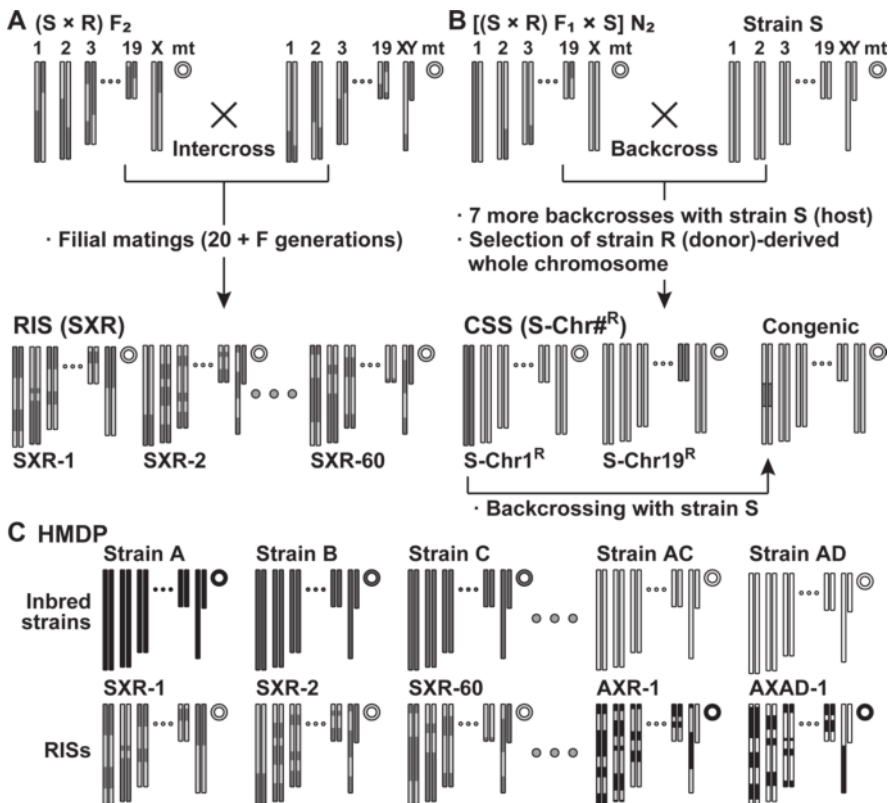 A (S × R) F₂
1 2 3 19 X mt
1 2 3 19 XY mt
Intercross
· Filial matings (20 + F generations)
RIS (SXR)
SXR-1 SXR-2 SXR-60
B [(S × R) F₁ × S] N₂ Strain S
1 2 3 19 X mt
1 2 3 19 XY mt
Backcross
· 7 more backcrosses with strain S (host)
· Selection of strain R (donor)-derived
whole chromosome
CSS (S-Chr#ᴿ) Congenic
S-Chr1ᴿ S-Chr19ᴿ
· Backcrossing with strain S
C HMDP
Strain A Strain B Strain C Strain AC Strain AD
Inbred
strains
SXR-1 SXR-2 SXR-60 AXR-1 AXAD-1
RISs